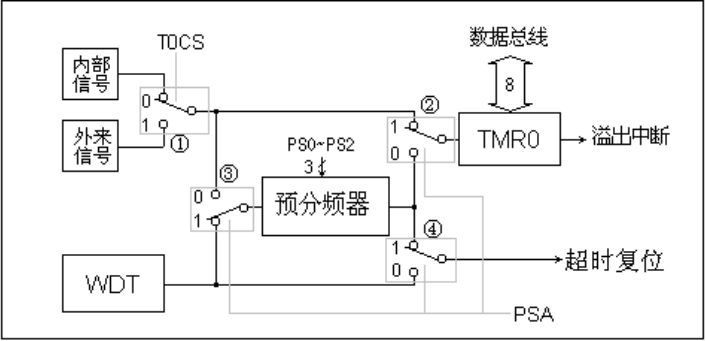 数据总线
T0CS
内部
信号
8
0
②
1
1
①
TMR0
溢出中断
外来
信号
PS0~PS2
0
3
③
0
预分频器
1
④
1
超时复位
0
WDT
PSA